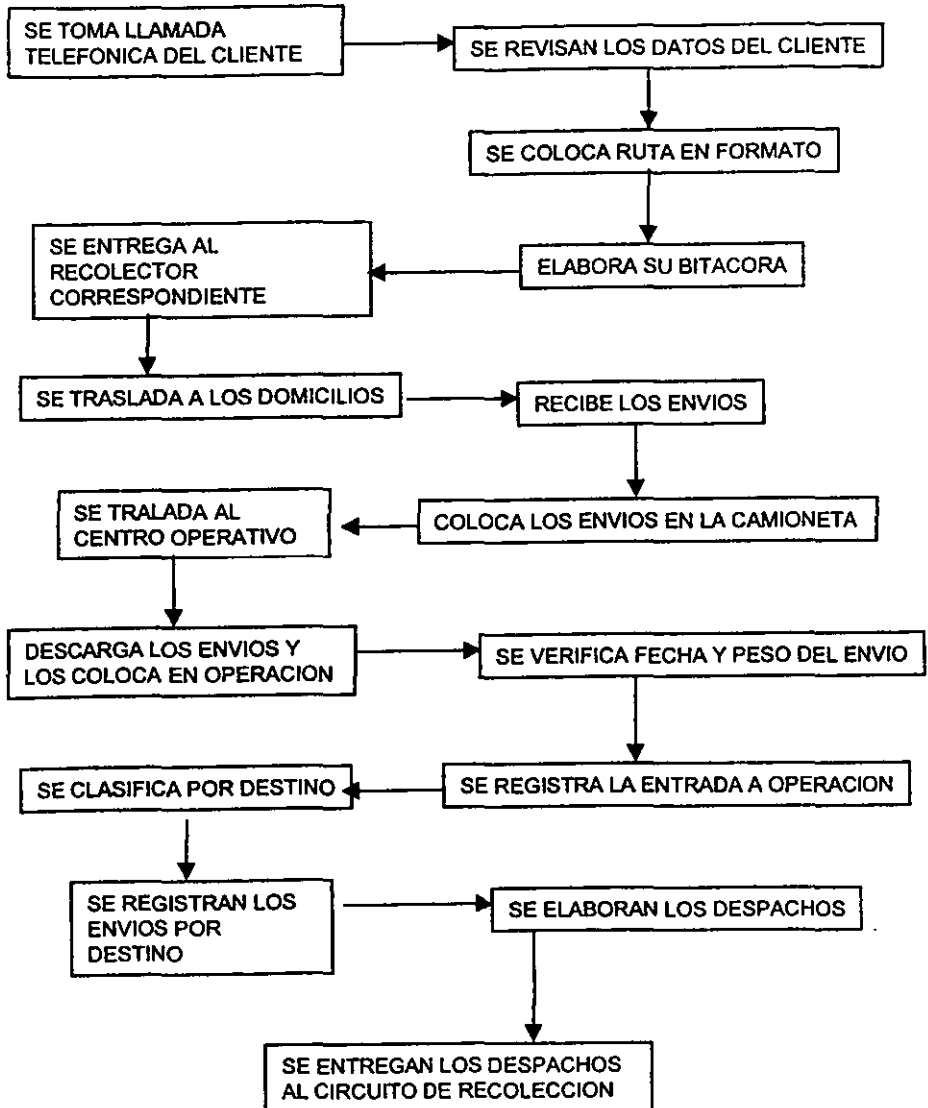 SE TOMA LLAMADA
TELEFONICA DEL CLIENTE
SE REVISAN LOS DATOS DEL CLIENTE
SE COLOCA RUTA EN FORMATO
ELABORA SU BITACORA
SE ENTREGA AL
RECOLECTOR
CORRESPONDIENTE
SE TRASLADA A LOS DOMICILIOS
RECIBE LOS ENVIOS
COLOCA LOS ENVIOS EN LA CAMIONETA
SE TRALADA AL
CENTRO OPERATIVO
DESCARGA LOS ENVIOS Y
LOS COLOCA EN OPERACION
SE VERIFICA FECHA Y PESO DEL ENVIO
SE REGISTRA LA ENTRADA A OPERACION
SE CLASIFICA POR DESTINO
SE REGISTRAN LOS
ENVIOS POR
DESTINO
SE ELABORAN LOS DESPACHOS
SE ENTREGAN LOS DESPACHOS
AL CIRCUITO DE RECOLECCION